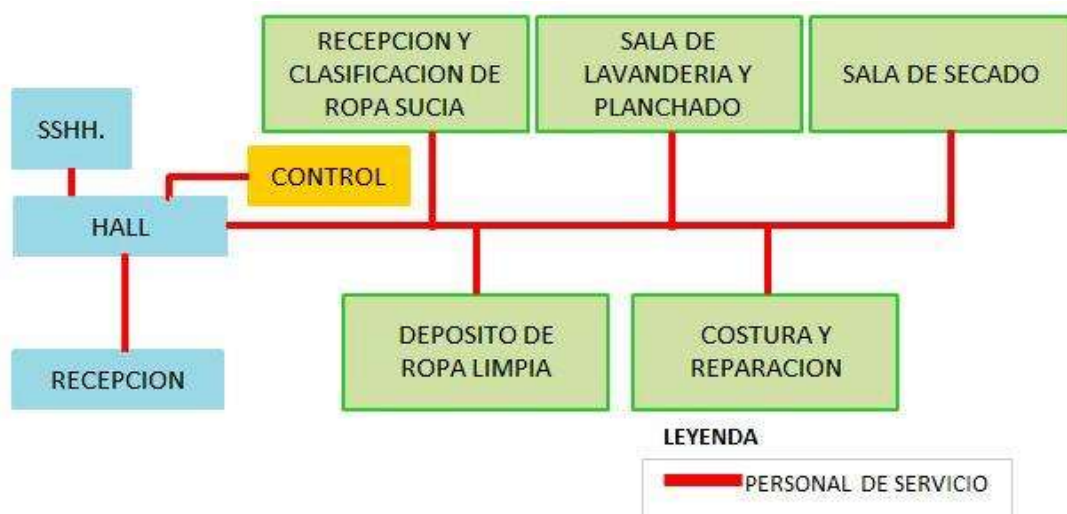 RECEPCION Y
CLASIFICACION DE
ROPA SUCIA
SALA DE
LAVANDERIA Y
PLANCHADO
SALA DE SECADO
SSHH.
CONTROL
HALL
RECEPCION
DEPOSITO DE
ROPA LIMPIA
COSTURA Y
REPARACION
LEYENDA
PERSONAL DE SERVICIO